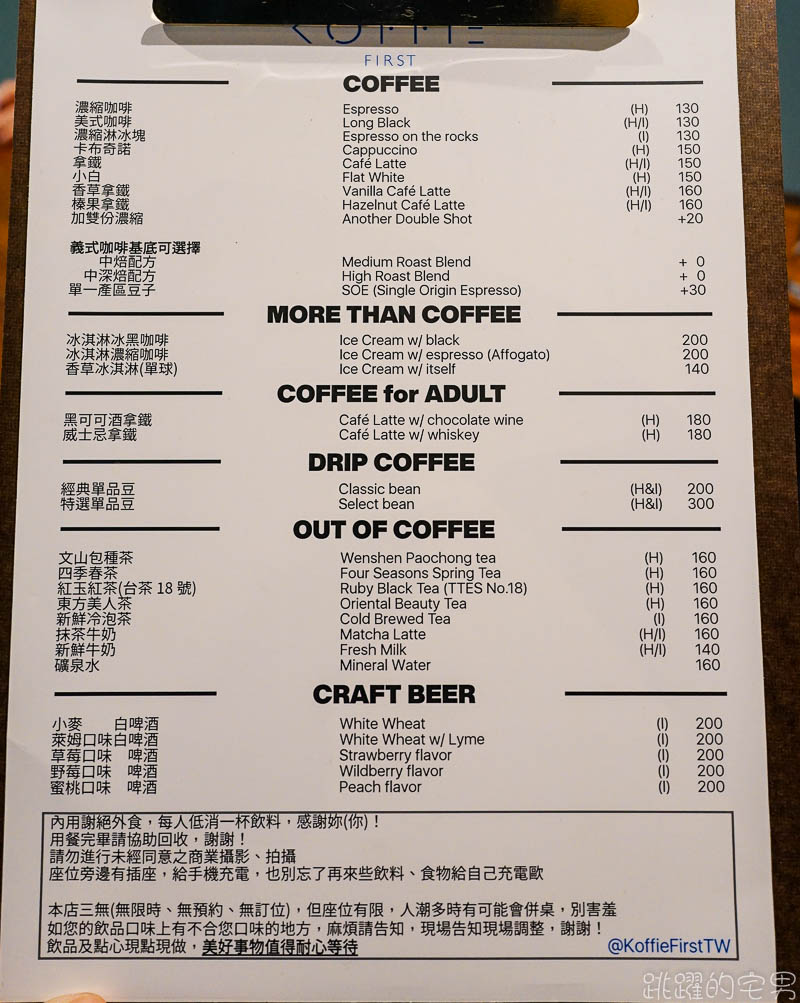 KOFFIE
FIRST
COFFEE
濃縮咖啡 Espresso (H) 130
美式咖啡 Long Black (H/I) 130
濃縮淋冰塊 Espresso on the rocks (I) 130
卡布奇諾 Cappuccino (H) 150
拿鐵 Café Latte (H/I) 150
小白 Flat White (H) 150
香草拿鐵 Vanilla Café Latte (H/I) 160
榛果拿鐵 Hazelnut Café Latte (H/I) 160
加雙份濃縮 Another Double Shot +20
義式咖啡基底可選擇
中焙配方 Medium Roast Blend + 0
中深焙配方 High Roast Blend + 0
單一產區豆子 SOE (Single Origin Espresso) +30
MORE THAN COFFEE
冰淇淋冰黑咖啡 Ice Cream w/ black 200
冰淇淋濃縮咖啡 Ice Cream w/ espresso (Affogato) 200
香草冰淇淋(單球) Ice Cream w/ itself 140
COFFEE for ADULT
黑可可酒拿鐵 Café Latte w/ chocolate wine (H) 180
威士忌拿鐵 Café Latte w/ whiskey (H) 180
DRIP COFFEE
經典單品豆 Classic bean (H&I) 200
特選單品豆 Select bean (H&I) 300
OUT OF COFFEE
文山包種茶 Wenshen Paochong tea (H) 160
四季春茶 Four Seasons Spring Tea (H) 160
紅玉紅茶(台茶 18 號) Ruby Black Tea (TTES No.18) (H) 160
東方美人茶 Oriental Beauty Tea (H) 160
新鮮冷泡茶 Cold Brewed Tea (I) 160
抹茶牛奶 Matcha Latte (H/I) 160
新鮮牛奶 Fresh Milk (H/I) 140
礦泉水 Mineral Water 160
CRAFT BEER
小麥 白啤酒 White Wheat (I) 200
萊姆口味白啤酒 White Wheat w/ Lyme (I) 200
草莓口味 啤酒 Strawberry flavor (I) 200
野莓口味 啤酒 Wildberry flavor (I) 200
蜜桃口味 啤酒 Peach flavor (I) 200
內用謝絕外食，每人低消一杯飲料，感謝妳(你)！
用餐完畢請協助回收，謝謝！
請勿進行未經同意之商業攝影、拍攝
座位旁邊有插座，給手機充電，也別忘了再來些飲料、食物給自己充電歐
本店三無(無限時、無預約、無訂位)，但座位有限，人潮多時有可能會併桌，別害羞
如您的飲品口味上有不合您口味的地方，麻煩請告知，現場告知現場調整，謝謝！
飲品及點心現點現做，美好事物值得耐心等待 @KoffieFirstTW
跳躍的宅男